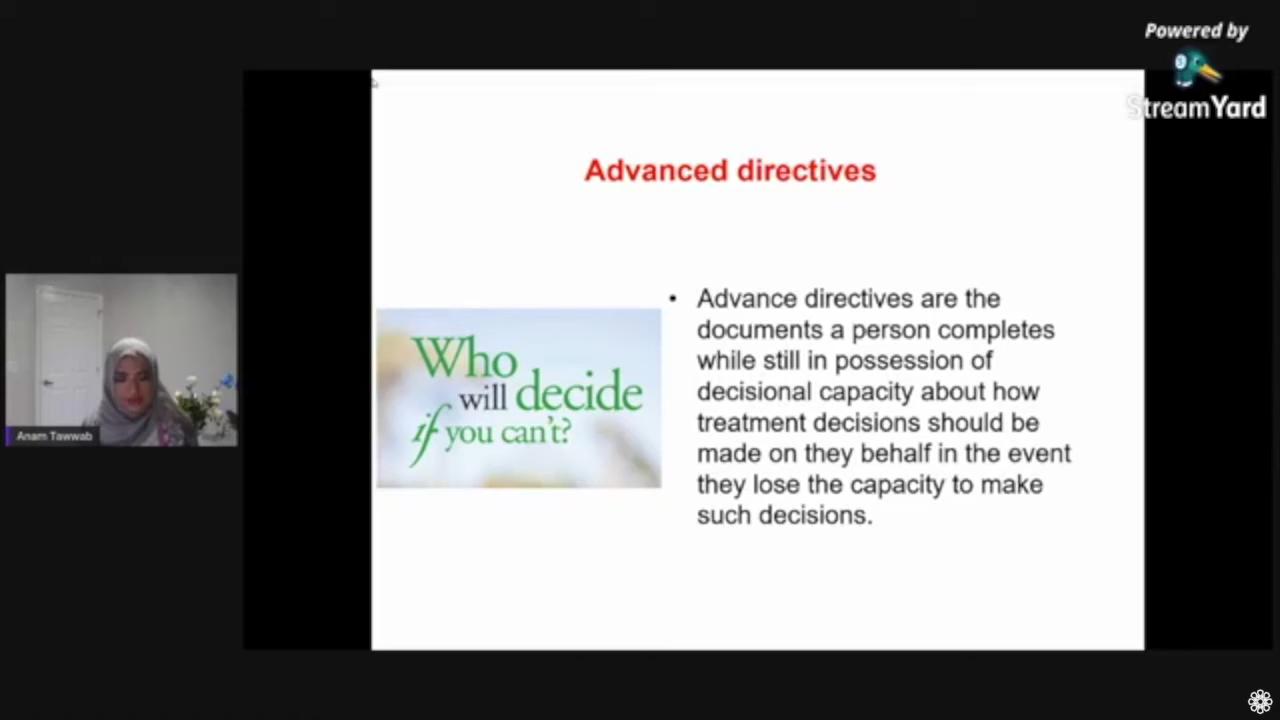 Powered by
StreamYard
Advanced directives
Who
will decide
if you can't?
• Advance directives are the
documents a person completes
while still in possession of
decisional capacity about how
treatment decisions should be
made on they behalf in the event
they lose the capacity to make
such decisions.
Anam Tawwab